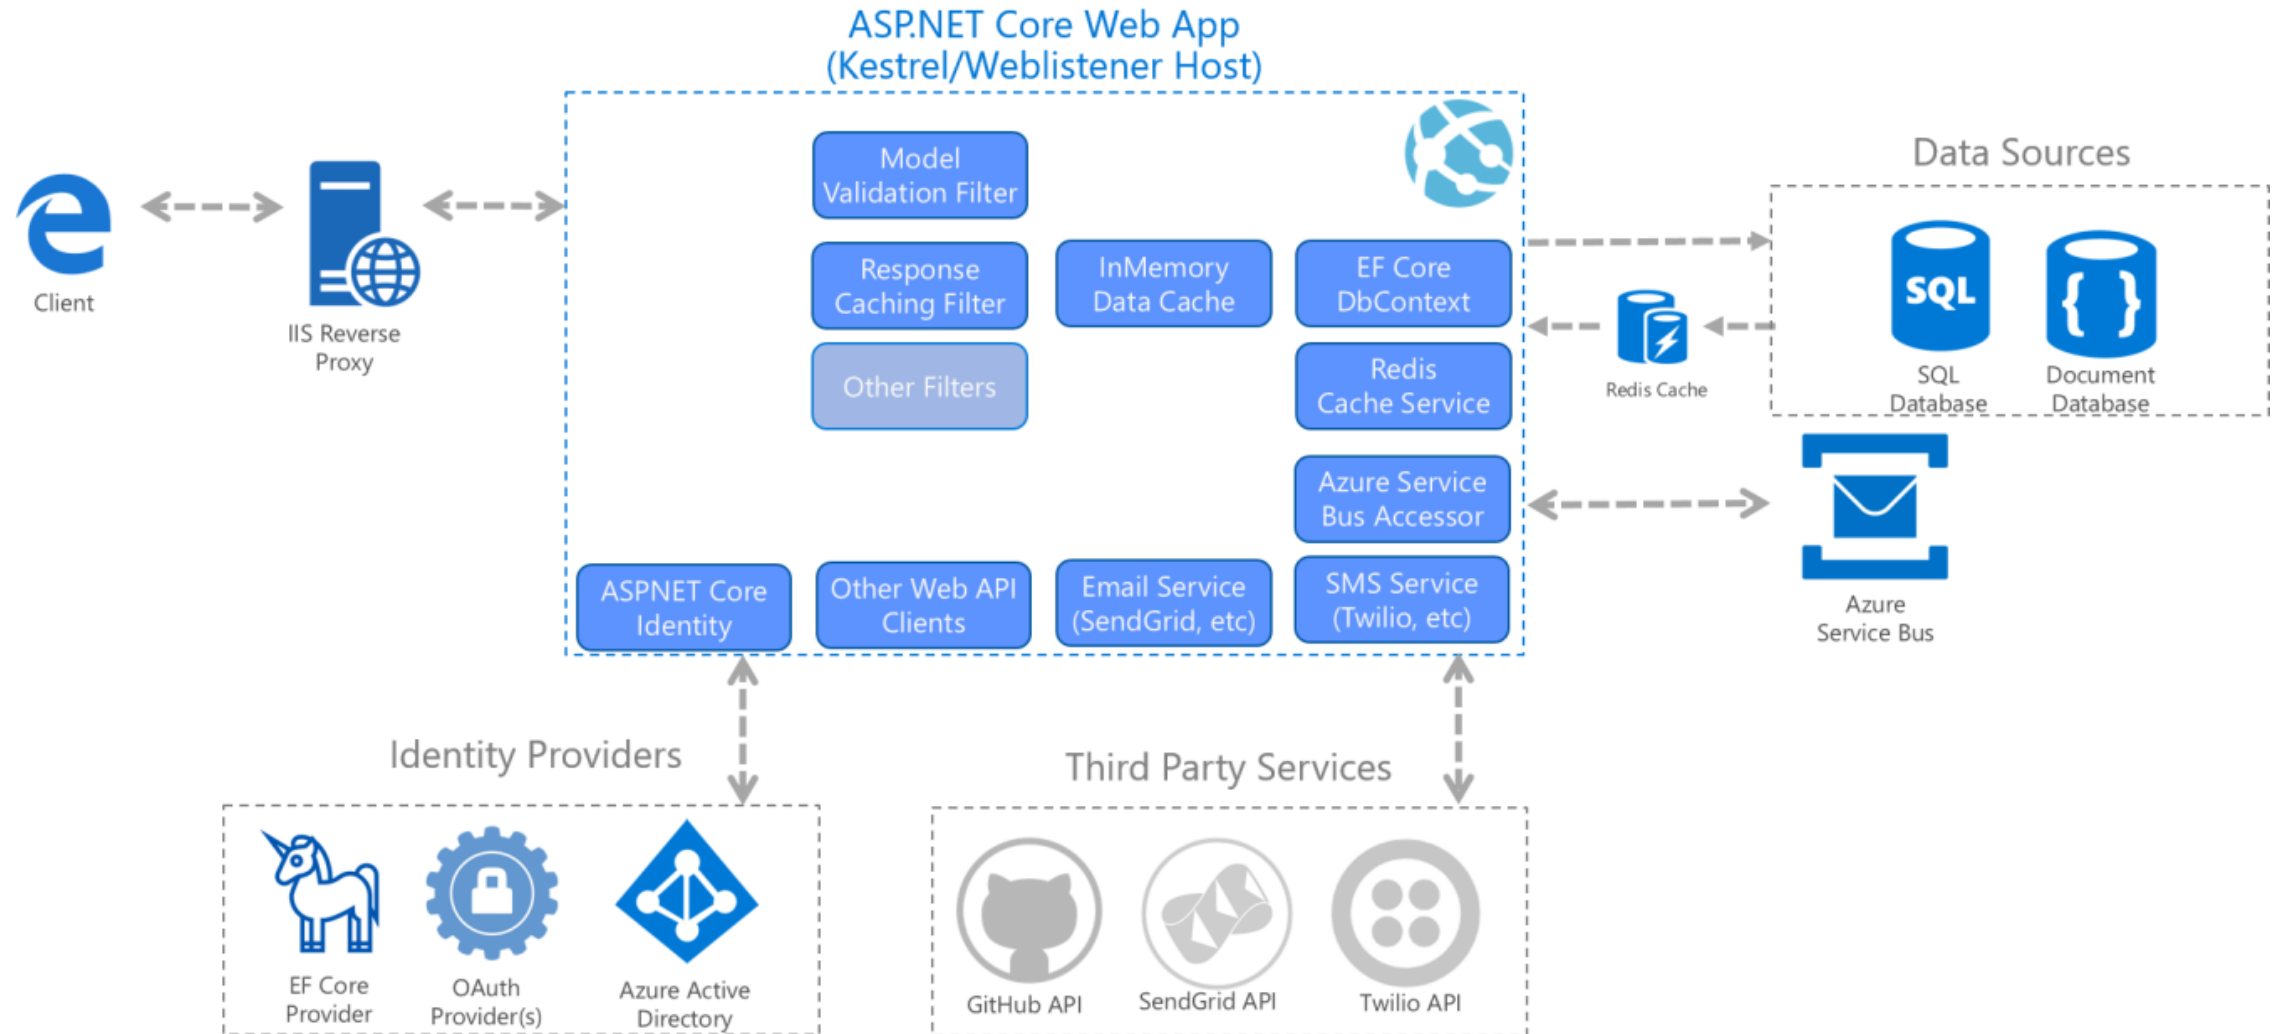 ASP.NET Core Web App
(Kestrel/Weblistener Host)
Client
IIS Reverse
Proxy
Model
Validation Filter
Response
Caching Filter
Other Filters
InMemory
Data Cache
EF Core
DbContext
Redis
Cache Service
Azure Service
Bus Accessor
ASPNET Core
Identity
Other Web API
Clients
Email Service
(SendGrid, etc)
SMS Service
(Twilio, etc)
Data Sources
Redis Cache
SQL
SQL
Database
{ }
Document
Database
Azure
Service Bus
Identity Providers
EF Core
Provider
OAuth
Provider(s)
Azure Active
Directory
Third Party Services
GitHub API
SendGrid API
Twilio API